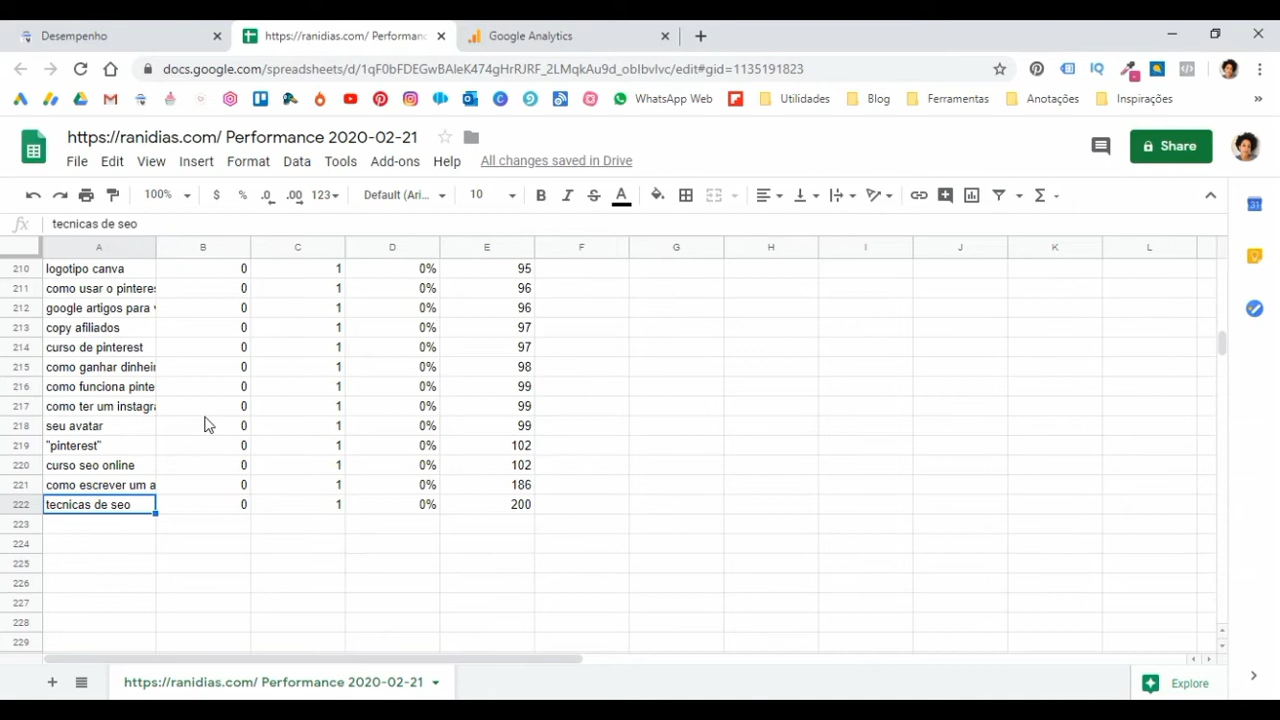 Desempenho
https://ranidias.com/ Performanc
Google Analytics
docs.google.com/spreadsheets/d/1qF0bFDEGwBAleK474gHrRJRF_2LMqkAu9d_oblbvlvc/edit#gid=1135191823
WhatsApp Web
Utilidades
Blog
Ferramentas
Anotações
Inspirações
https://ranidias.com/ Performance 2020-02-21
Share
File Edit View Insert Format Data Tools Add-ons Help All changes saved in Drive
100% $ % .0 .00 123 Default (Ari... 10 B I S A
fx tecnicas de seo
A B C D E F G H I J K L
210 logotipo canva 0 1 0% 95
211 como usar o pinteres 0 1 0% 96
212 google artigos para v 0 1 0% 96
213 copy afiliados 0 1 0% 97
214 curso de pinterest 0 1 0% 97
215 como ganhar dinheir 0 1 0% 98
216 como funciona pinte 0 1 0% 99
217 como ter um instagra 0 1 0% 99
218 seu avatar 0 1 0% 99
219 "pinterest" 0 1 0% 102
220 curso seo online 0 1 0% 102
221 como escrever um a 0 1 0% 186
222 tecnicas de seo 0 1 0% 200
223
224
225
226
227
228
229
https://ranidias.com/ Performance 2020-02-21
Explore